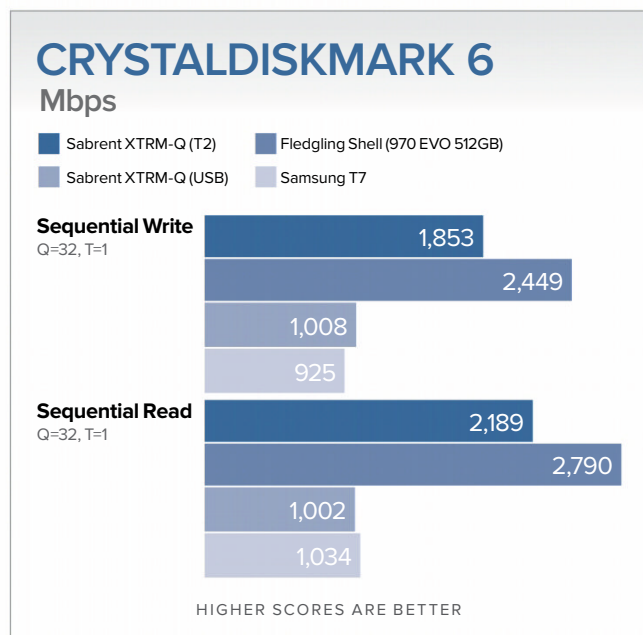 CRYSTALDISKMARK 6
Mbps
Sabrent XTRM-Q (T2)
Fledgling Shell (970 EVO 512GB)
Sabrent XTRM-Q (USB)
Samsung T7
Sequential Write
Q=32, T=1
1,853
2,449
1,008
925
Sequential Read
Q=32, T=1
2,189
2,790
1,002
1,034
HIGHER SCORES ARE BETTER